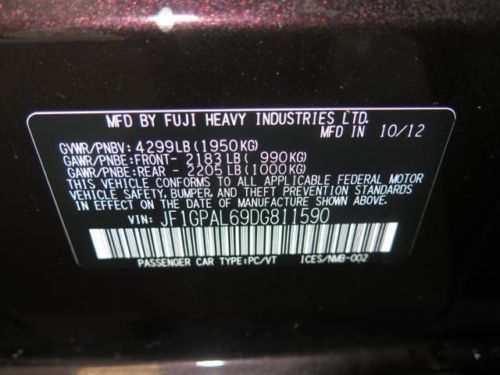 MFD BY FUJI HEAVY INDUSTRIES LTD.
MFD IN 10/12
GVWR/PNBV: 4299LB(1950KG)
GAWR/PNBE:FRONT- 2183LB( 990KG)
GAWR/PNBE:REAR - 2205LB(1000KG)
THIS VEHICLE CONFORMS TO ALL APPLICABLE FEDERAL MOTOR
VEHICLE SAFETY, BUMPER, AND THEFT PREVENTION STANDARDS
IN EFFECT ON THE DATE OF MANUFACTURE SHOWN ABOVE.
VIN: JF1GPAL69DG811590
PASSENGER CAR TYPE:PC/VT ICES/NMB-002